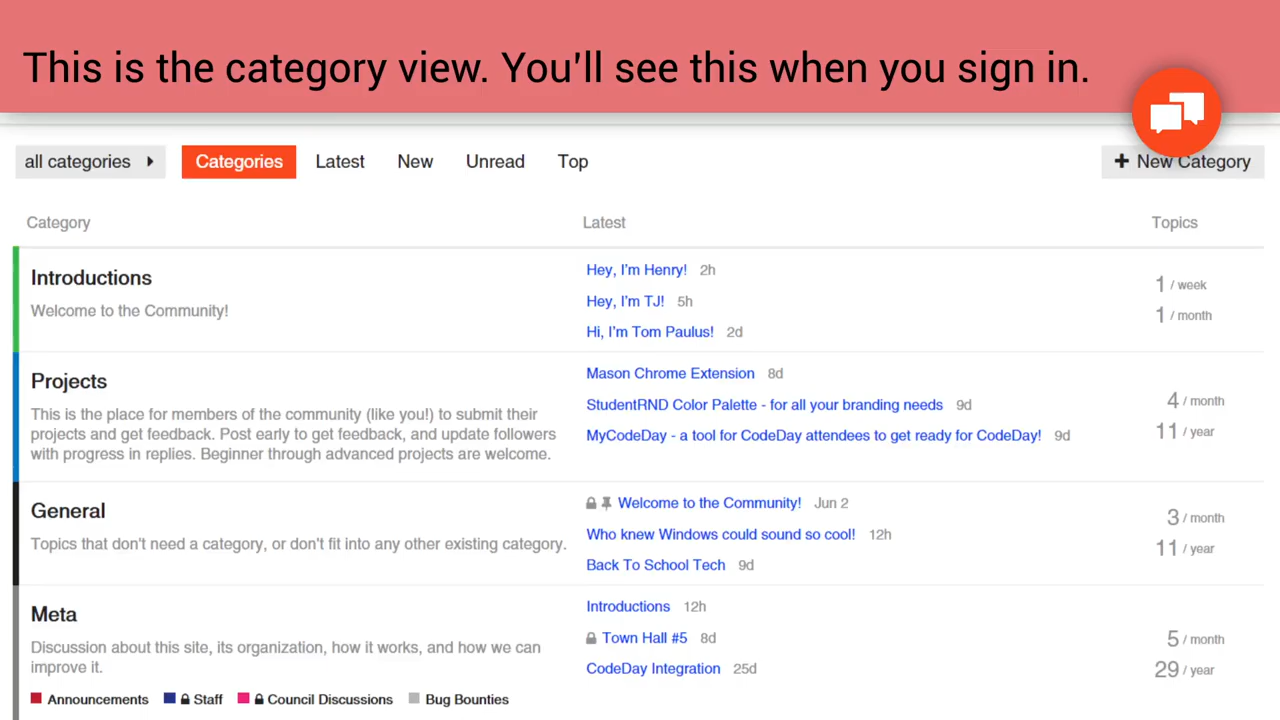 This is the category view. You'll see this when you sign in.
all categories
Categories
Latest
New
Unread
Top
New Category
Category
Latest
Topics
Introductions
Welcome to the Community!
Hey, I'm Henry! 2h
Hey, I'm TJ! 5h
Hi, I'm Tom Paulus! 2d
1 / week
1 / month
Projects
This is the place for members of the community (like you!) to submit their
projects and get feedback. Post early to get feedback, and update followers
with progress in replies. Beginner through advanced projects are welcome.
Mason Chrome Extension 8d
StudentRND Color Palette - for all your branding needs 9d
MyCodeDay - a tool for CodeDay attendees to get ready for CodeDay! 9d
4 / month
11 / year
General
Topics that don't need a category, or don't fit into any other existing category.
Welcome to the Community! Jun 2
Who knew Windows could sound so cool! 12h
Back To School Tech 9d
3 / month
11 / year
Meta
Discussion about this site, its organization, how it works, and how we can
improve it.
Announcements Staff Council Discussions Bug Bounties
Introductions 12h
Town Hall #5 8d
CodeDay Integration 25d
5 / month
29 / year